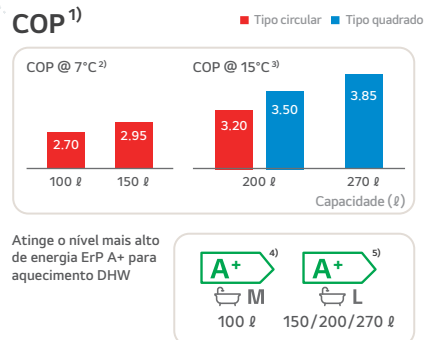 COP 1)
Tipo circular Tipo quadrado
COP @ 7°C 2) COP @ 15°C 3)
2.70 2.95 3.20 3.50 3.85
100 ℓ 150 ℓ 200 ℓ 270 ℓ
Capacidade (ℓ)
Atinge o nível mais alto
de energia ErP A+ para
aquecimento DHW
A+ 4) A+ 5)
M L
100 ℓ 150/200/270 ℓ